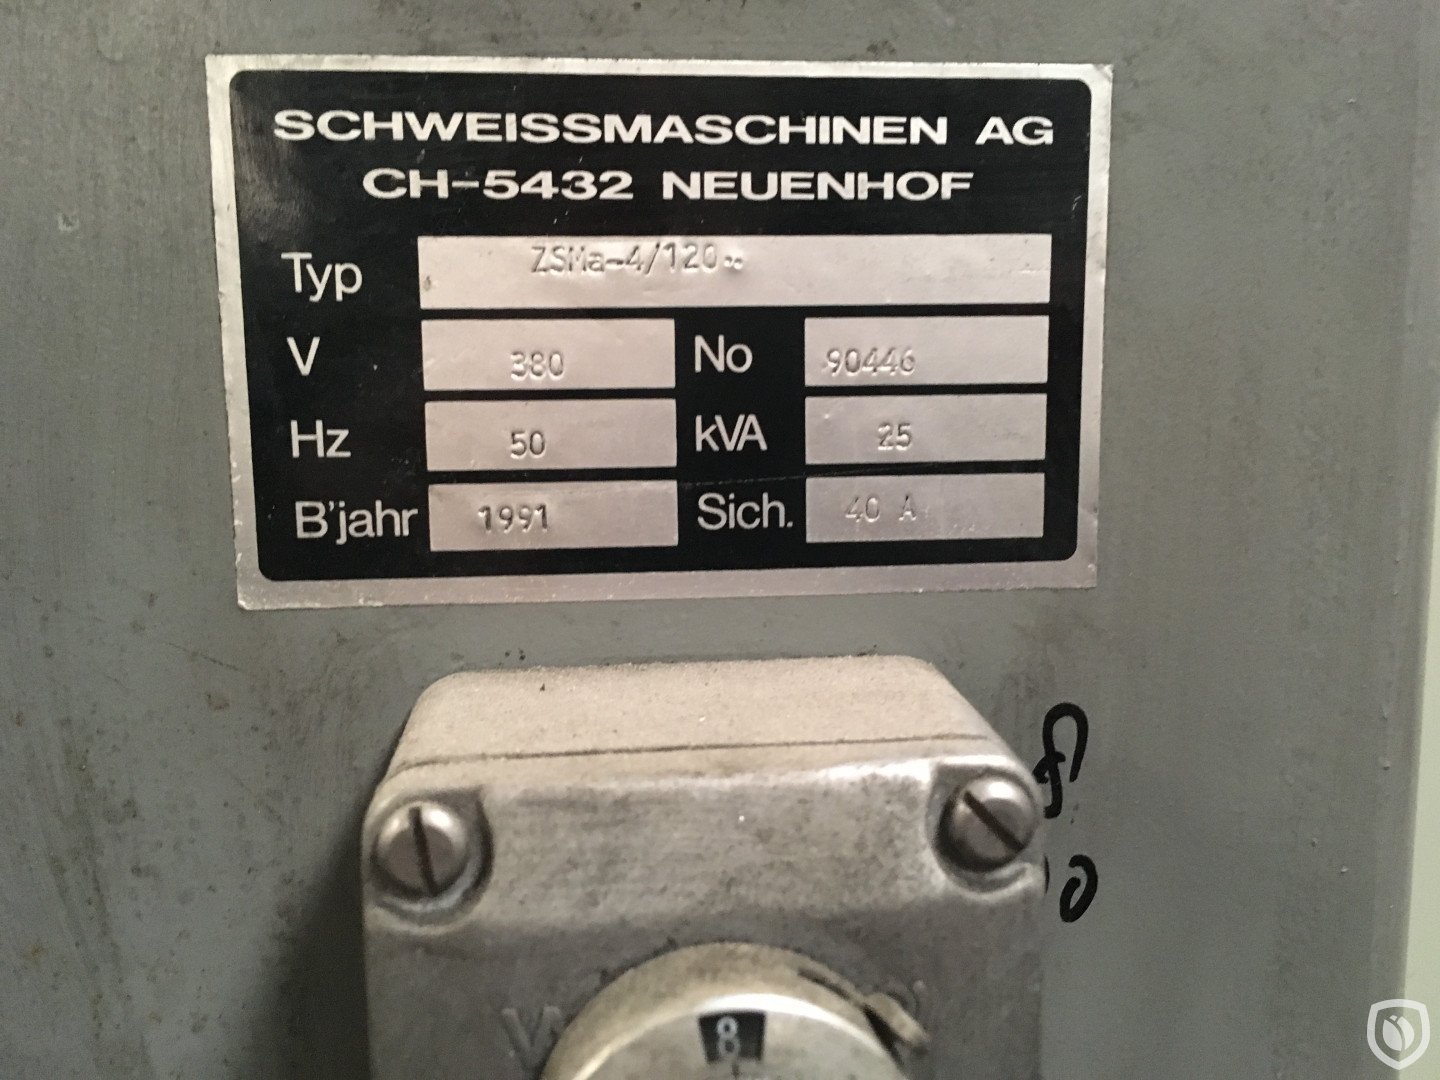 SCHWEISSMASCHINEN AG
CH-5432 NEUENHOF
Typ ZSMa-4/120
V 380 No 90446
Hz 50 kVA 25
B'jahr 1991 Sich. 40 A
8